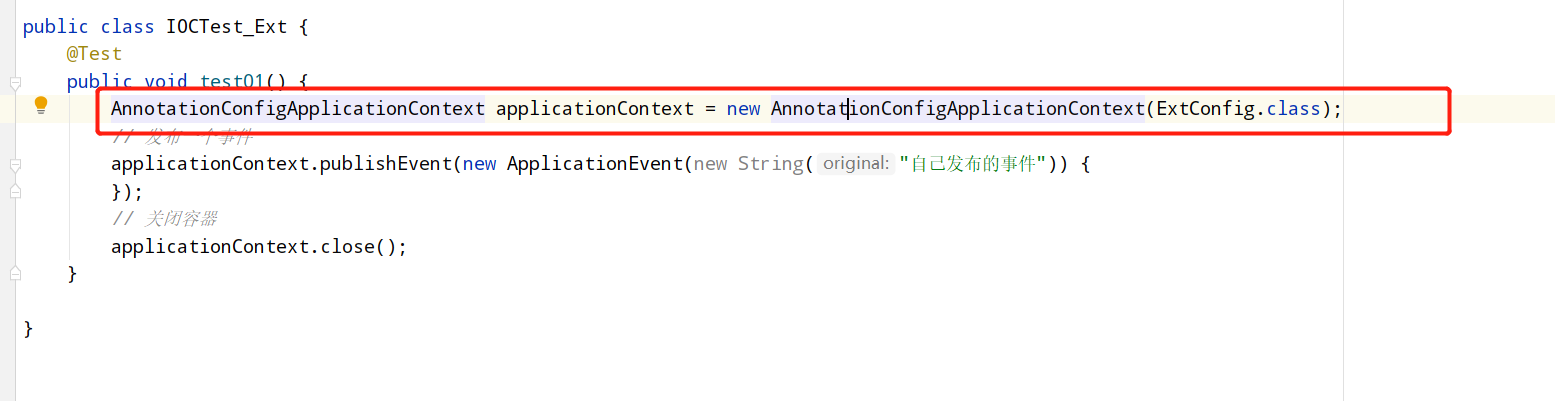 public class IOCTest_Ext {
@Test
public void test01() {
AnnotationConfigApplicationContext applicationContext = new AnnotationConfigApplicationContext(ExtConfig.class);
// 发布一个事件
applicationContext.publishEvent(new ApplicationEvent(new String( original: "自己发布的事件")) {
});
// 关闭容器
applicationContext.close();
}
}